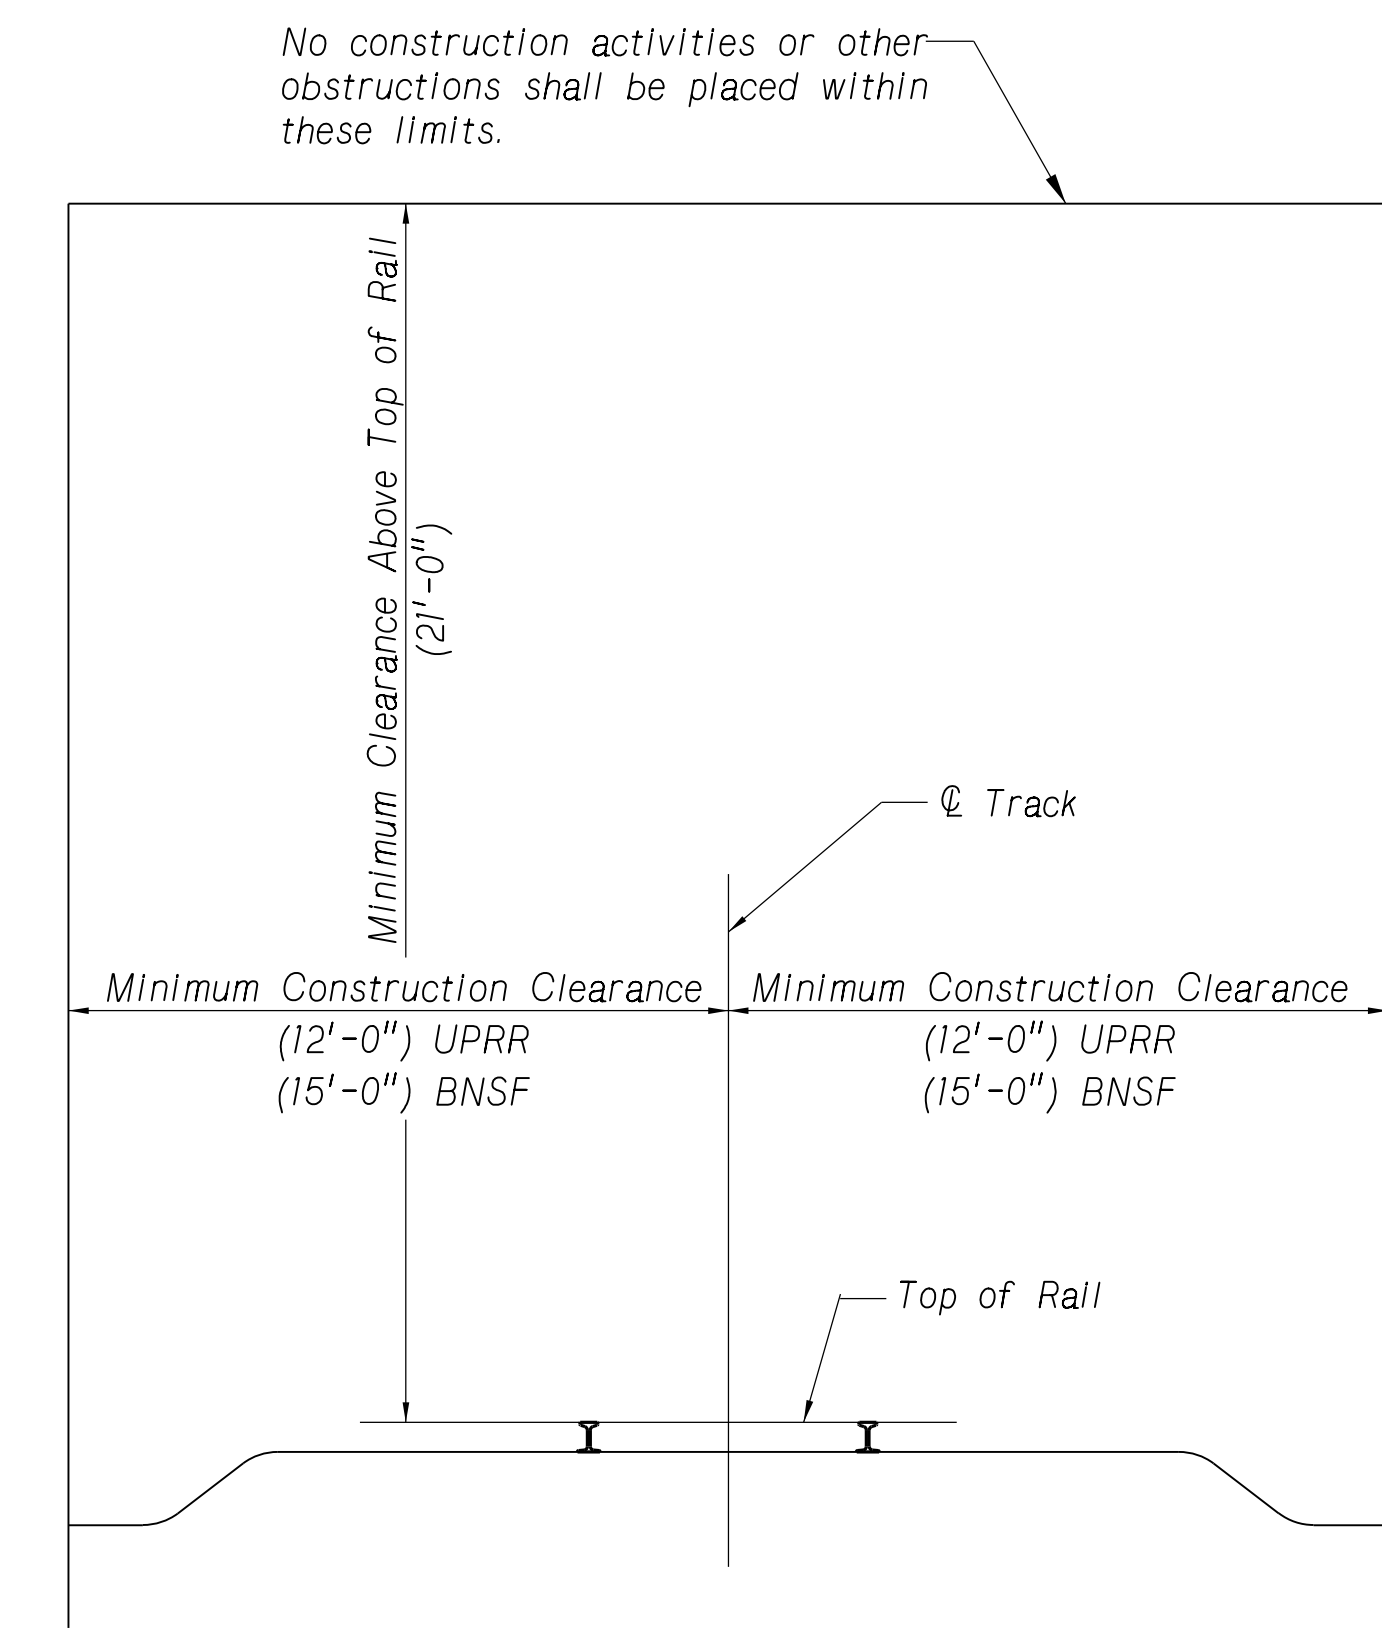 No construction activities or other
obstructions shall be placed within
these limits.
Minimum Clearance Above Top of Rail
(21'-0")
℄ Track
Minimum Construction Clearance
(12'-0") UPRR
(15'-0") BNSF
Minimum Construction Clearance
(12'-0") UPRR
(15'-0") BNSF
Top of Rail